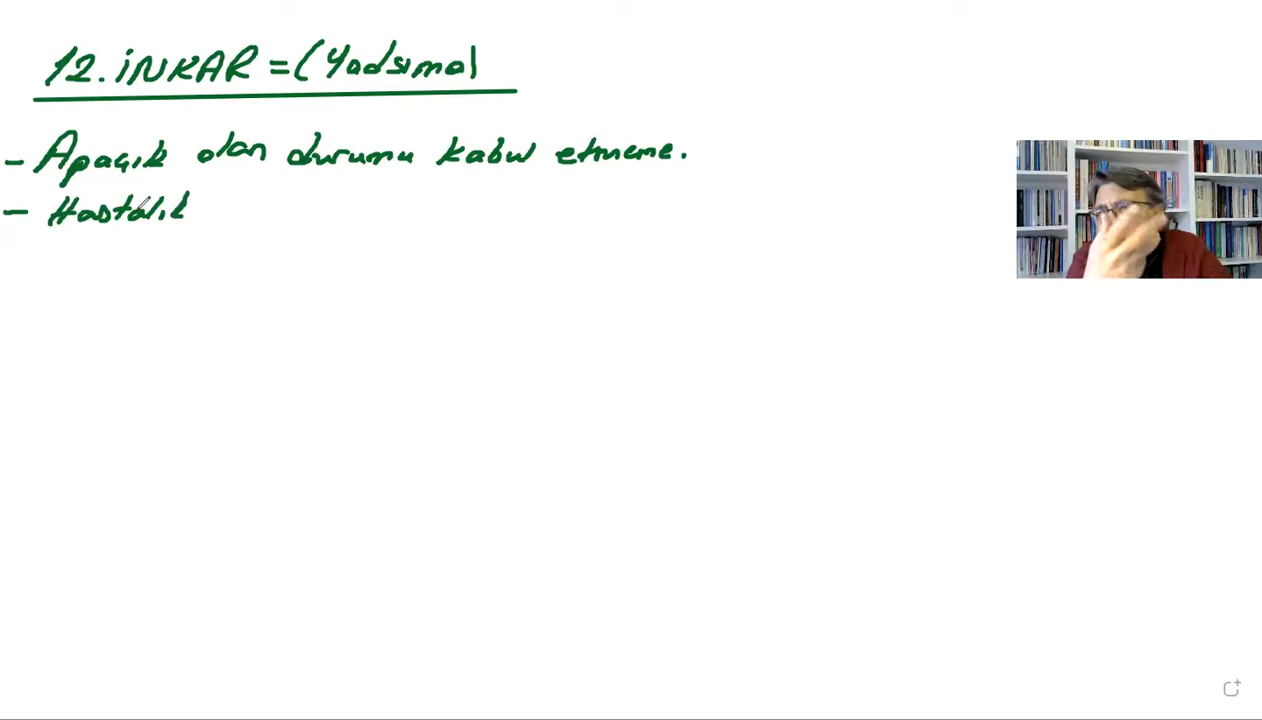 12. İNKAR = (Yadsıma)
- Apaçık olan durumu kabul etmeme.
- Hastalık